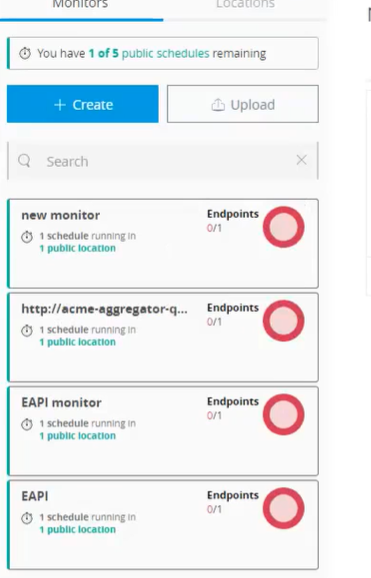 Monitors
Locations
You have 1 of 5 public schedules remaining
+ Create
Upload
Search
new monitor
Endpoints
0/1
1 schedule running in
1 public location
http://acme-aggregator-q...
Endpoints
0/1
1 schedule running in
1 public location
EAPI monitor
Endpoints
0/1
1 schedule running in
1 public location
EAPI
Endpoints
0/1
1 schedule running in
1 public location